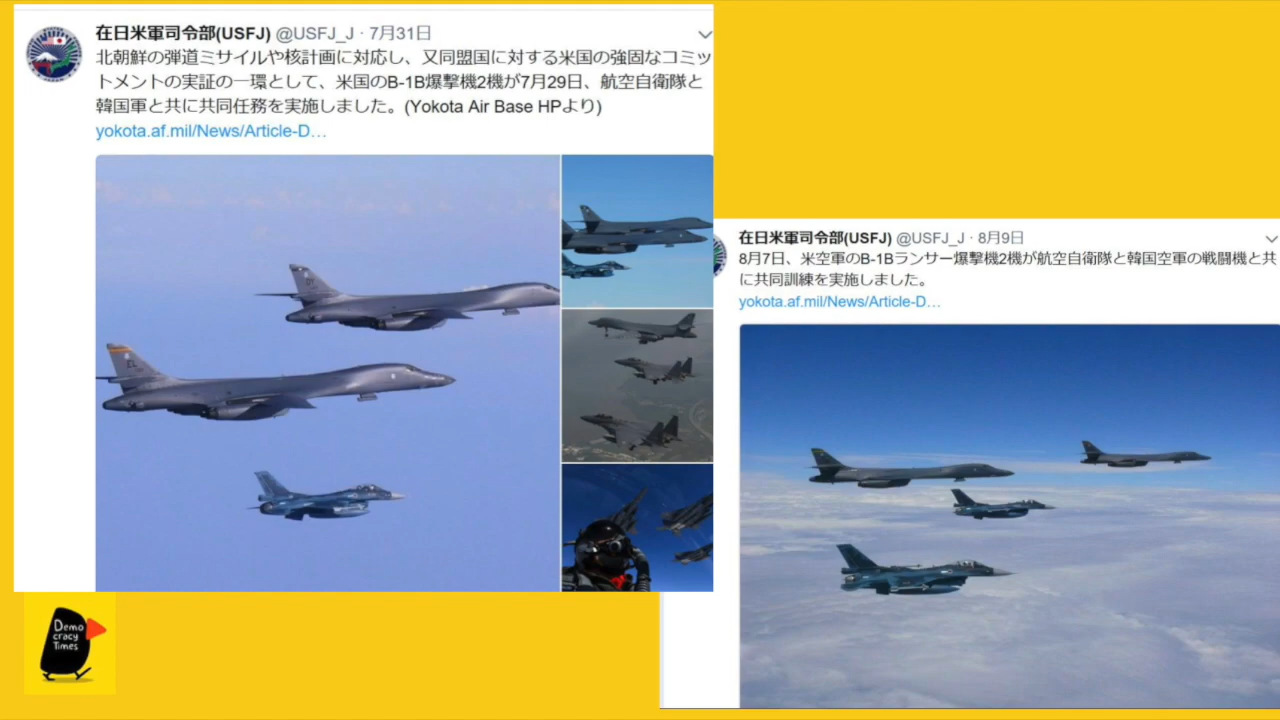 在日米軍司令部(USFJ) @USFJ_J · 7月31日
北朝鮮の弾道ミサイルや核計画に対応し、又同盟国に対する米国の強固なコミッ
トメントの実証の一環として、米国のB-1B爆撃機2機が7月29日、航空自衛隊と
韓国軍と共に共同任務を実施しました。(Yokota Air Base HPより)
yokota.af.mil/News/Article-D…
DY
EL
在日米軍司令部(USFJ) @USFJ_J · 8月9日
8月7日、米空軍のB-1Bランサー爆撃機2機が航空自衛隊と韓国空軍の戦闘機と共
に共同訓練を実施しました。
yokota.af.mil/News/Article-D…
Demo
cracy
Times